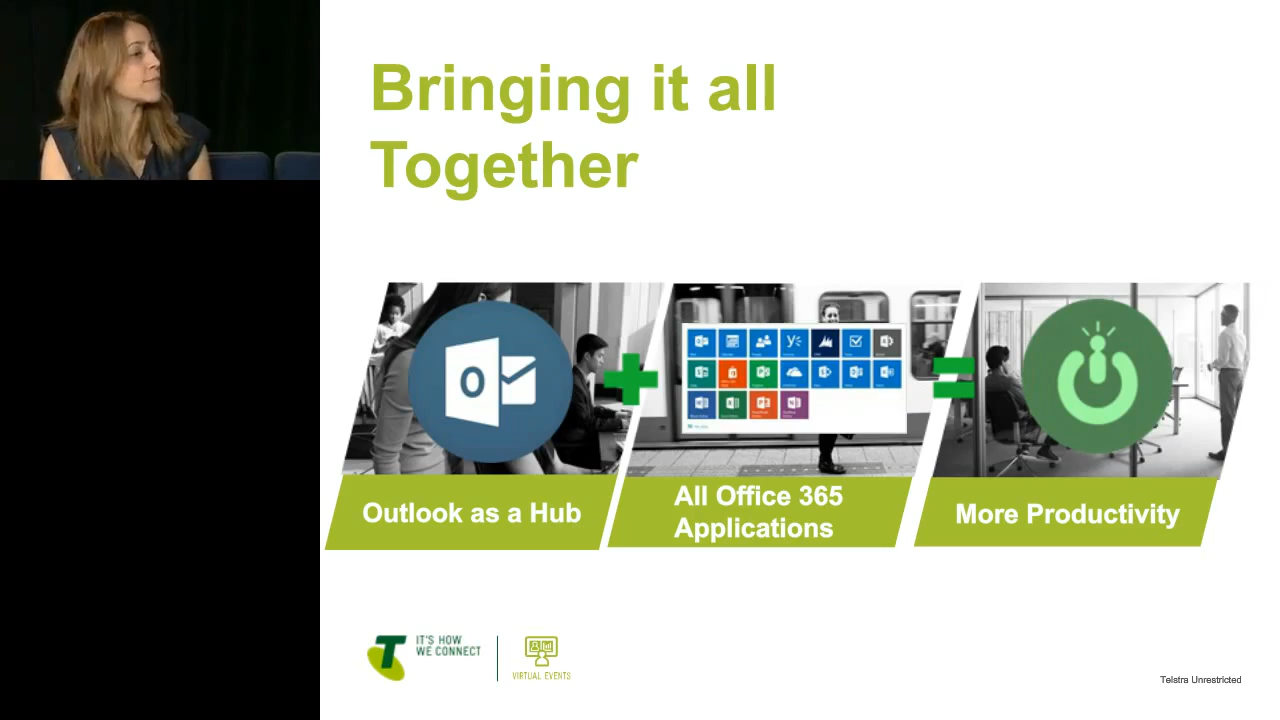 Bringing it all
Together
Outlook as a Hub
All Office 365
Applications
More Productivity
IT'S HOW
WE CONNECT
VIRTUAL EVENTS
Telstra Unrestricted